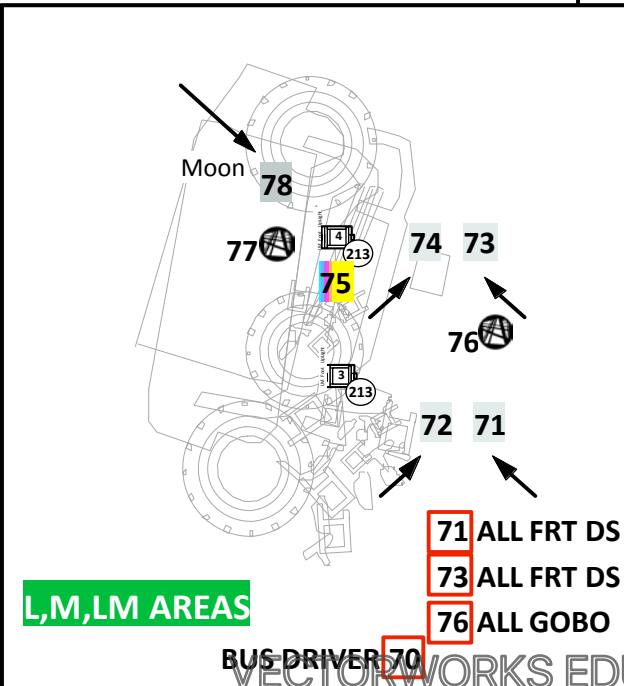 Moon
78
77
4
213
74 73
75
76
3
213
72 71
71 ALL FRT DS
73 ALL FRT DS
L,M,LM AREAS
76 ALL GOBO
BUS DRIVER 70
VECTORWORKS EDU